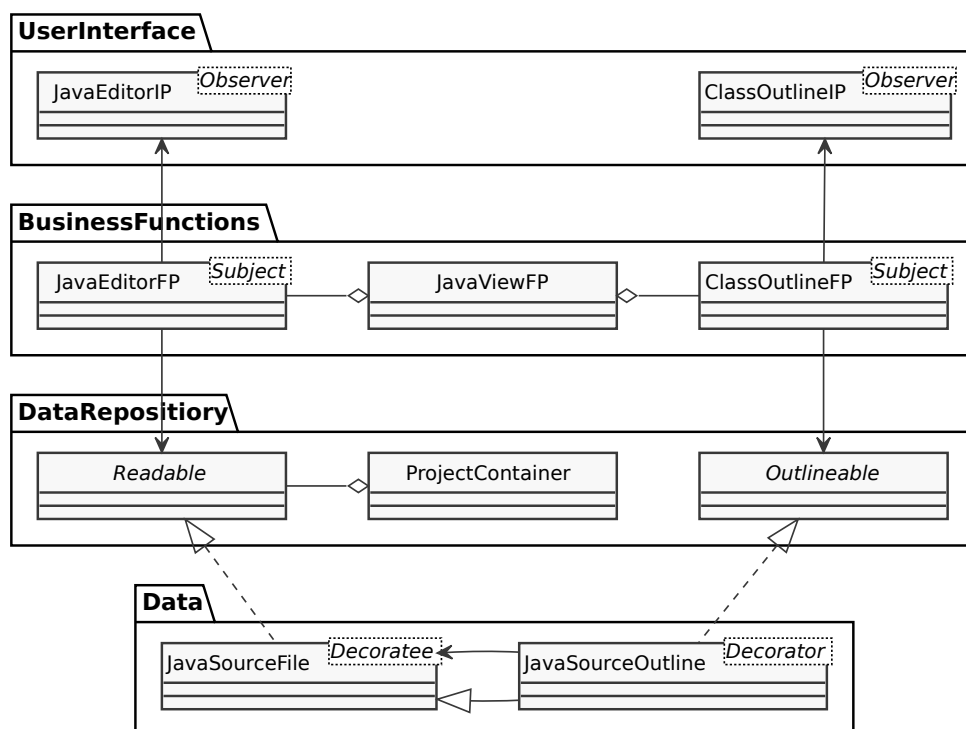 UserInterface
JavaEditorIP
Observer
ClassOutlineIP
Observer
BusinessFunctions
JavaEditorFP
Subject
JavaViewFP
ClassOutlineFP
Subject
DataRepositiory
Readable
ProjectContainer
Outlineable
Data
JavaSourceFile
Decoratee
JavaSourceOutline
Decorator